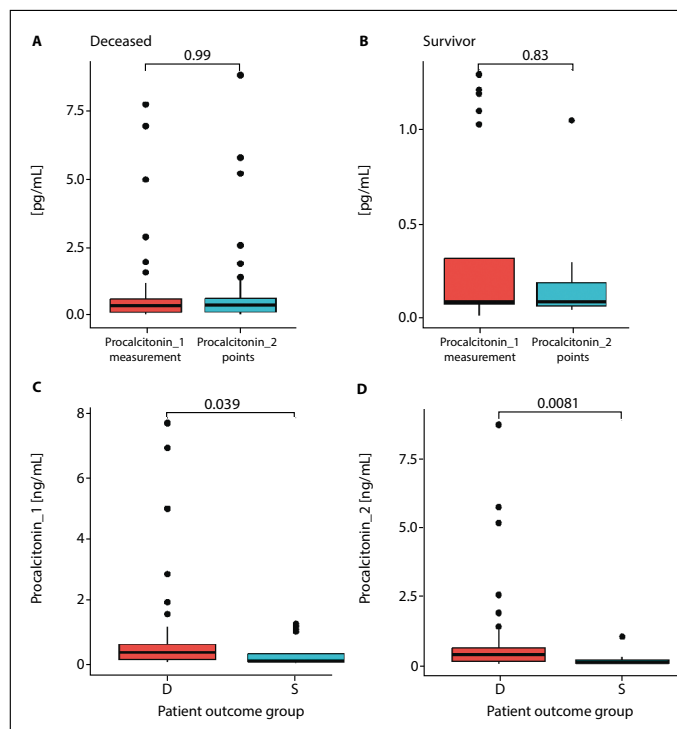 A Deceased
0.99
7.5
5.0
2.5
0.0
[pg/mL]
Procalcitonin_1
measurement
Procalcitonin_2
points
B Survivor
0.83
1.0
0.5
0.0
[pg/mL]
Procalcitonin_1
measurement
Procalcitonin_2
points
C
0.039
8
6
4
2
0
Procalcitonin_1 [ng/mL]
D
S
Patient outcome group
D
0.0081
7.5
5.0
2.5
0
Procalcitonin_2 [ng/mL]
D
S
Patient outcome group